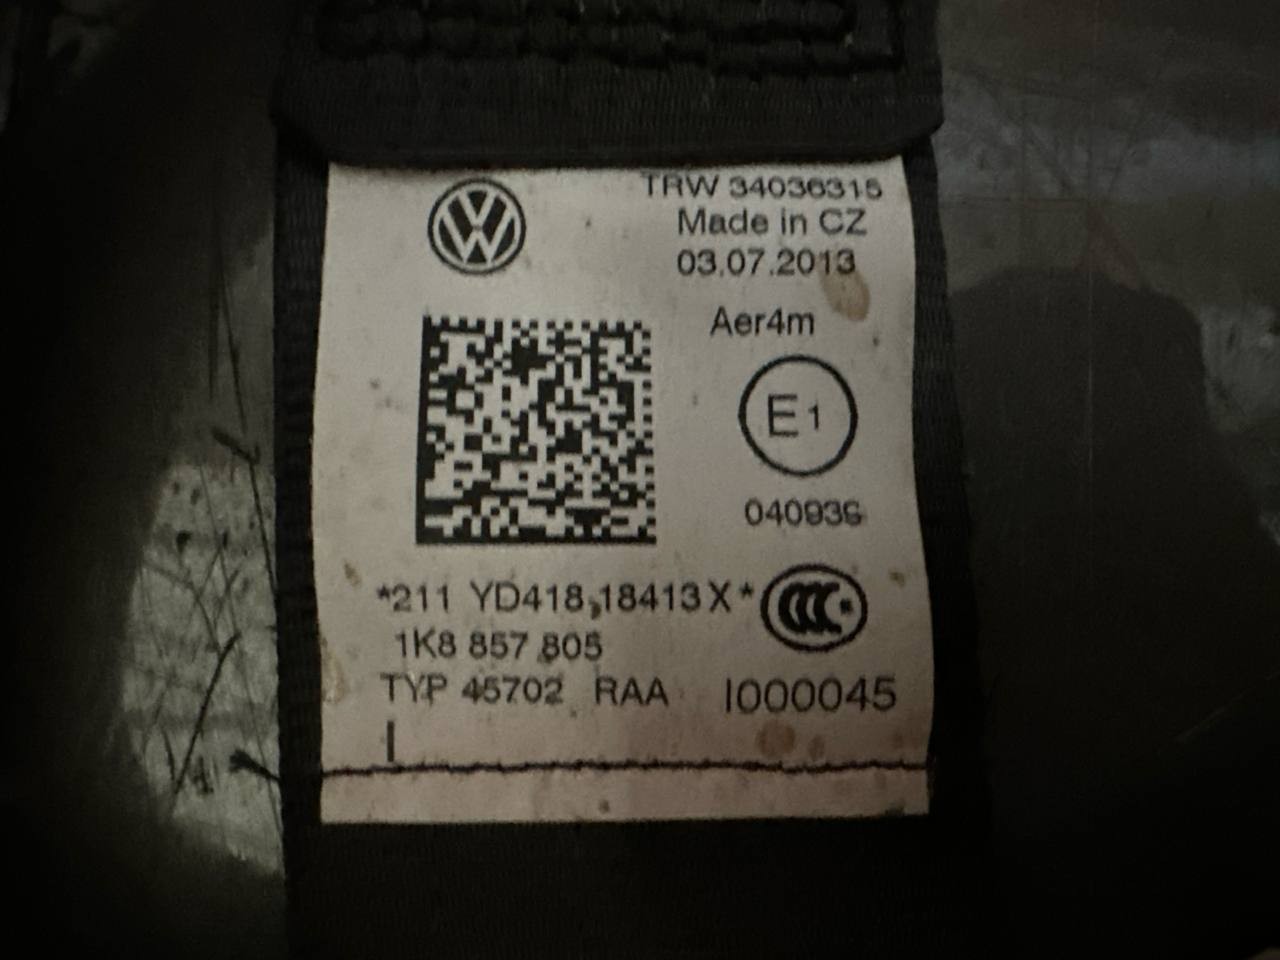 TRW 34036315
Made in CZ
03.07.2013
Aer4m
E1
040936
*211 YD418,18413X*
CCC
1K8 857 805
TYP 45702 RAA I000045
I